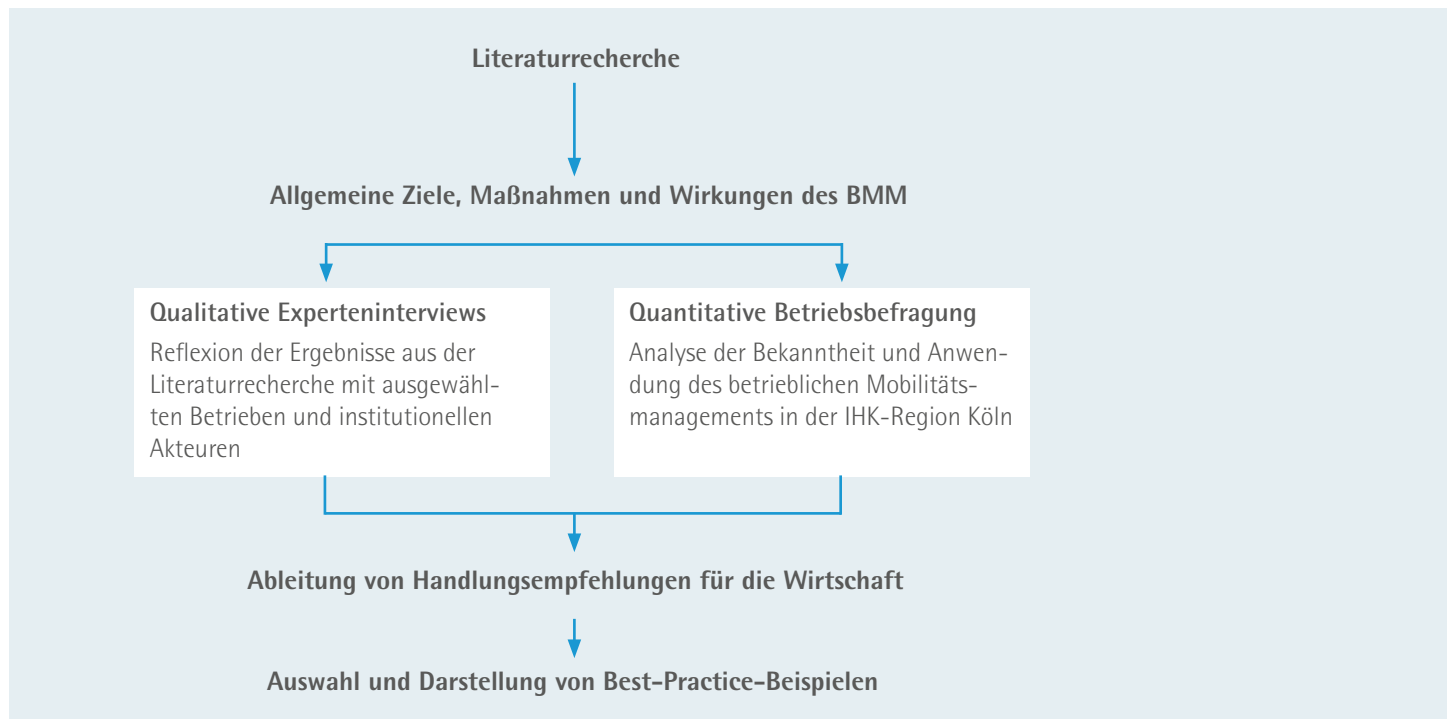 Literaturrecherche
Allgemeine Ziele, Maßnahmen und Wirkungen des BMM
Qualitative Experteninterviews
Reflexion der Ergebnisse aus der
Literaturrecherche mit ausgewähl-
ten Betrieben und institutionellen
Akteuren
Quantitative Betriebsbefragung
Analyse der Bekanntheit und Anwen-
dung des betrieblichen Mobilitäts-
managements in der IHK-Region Köln
Ableitung von Handlungsempfehlungen für die Wirtschaft
Auswahl und Darstellung von Best-Practice-Beispielen